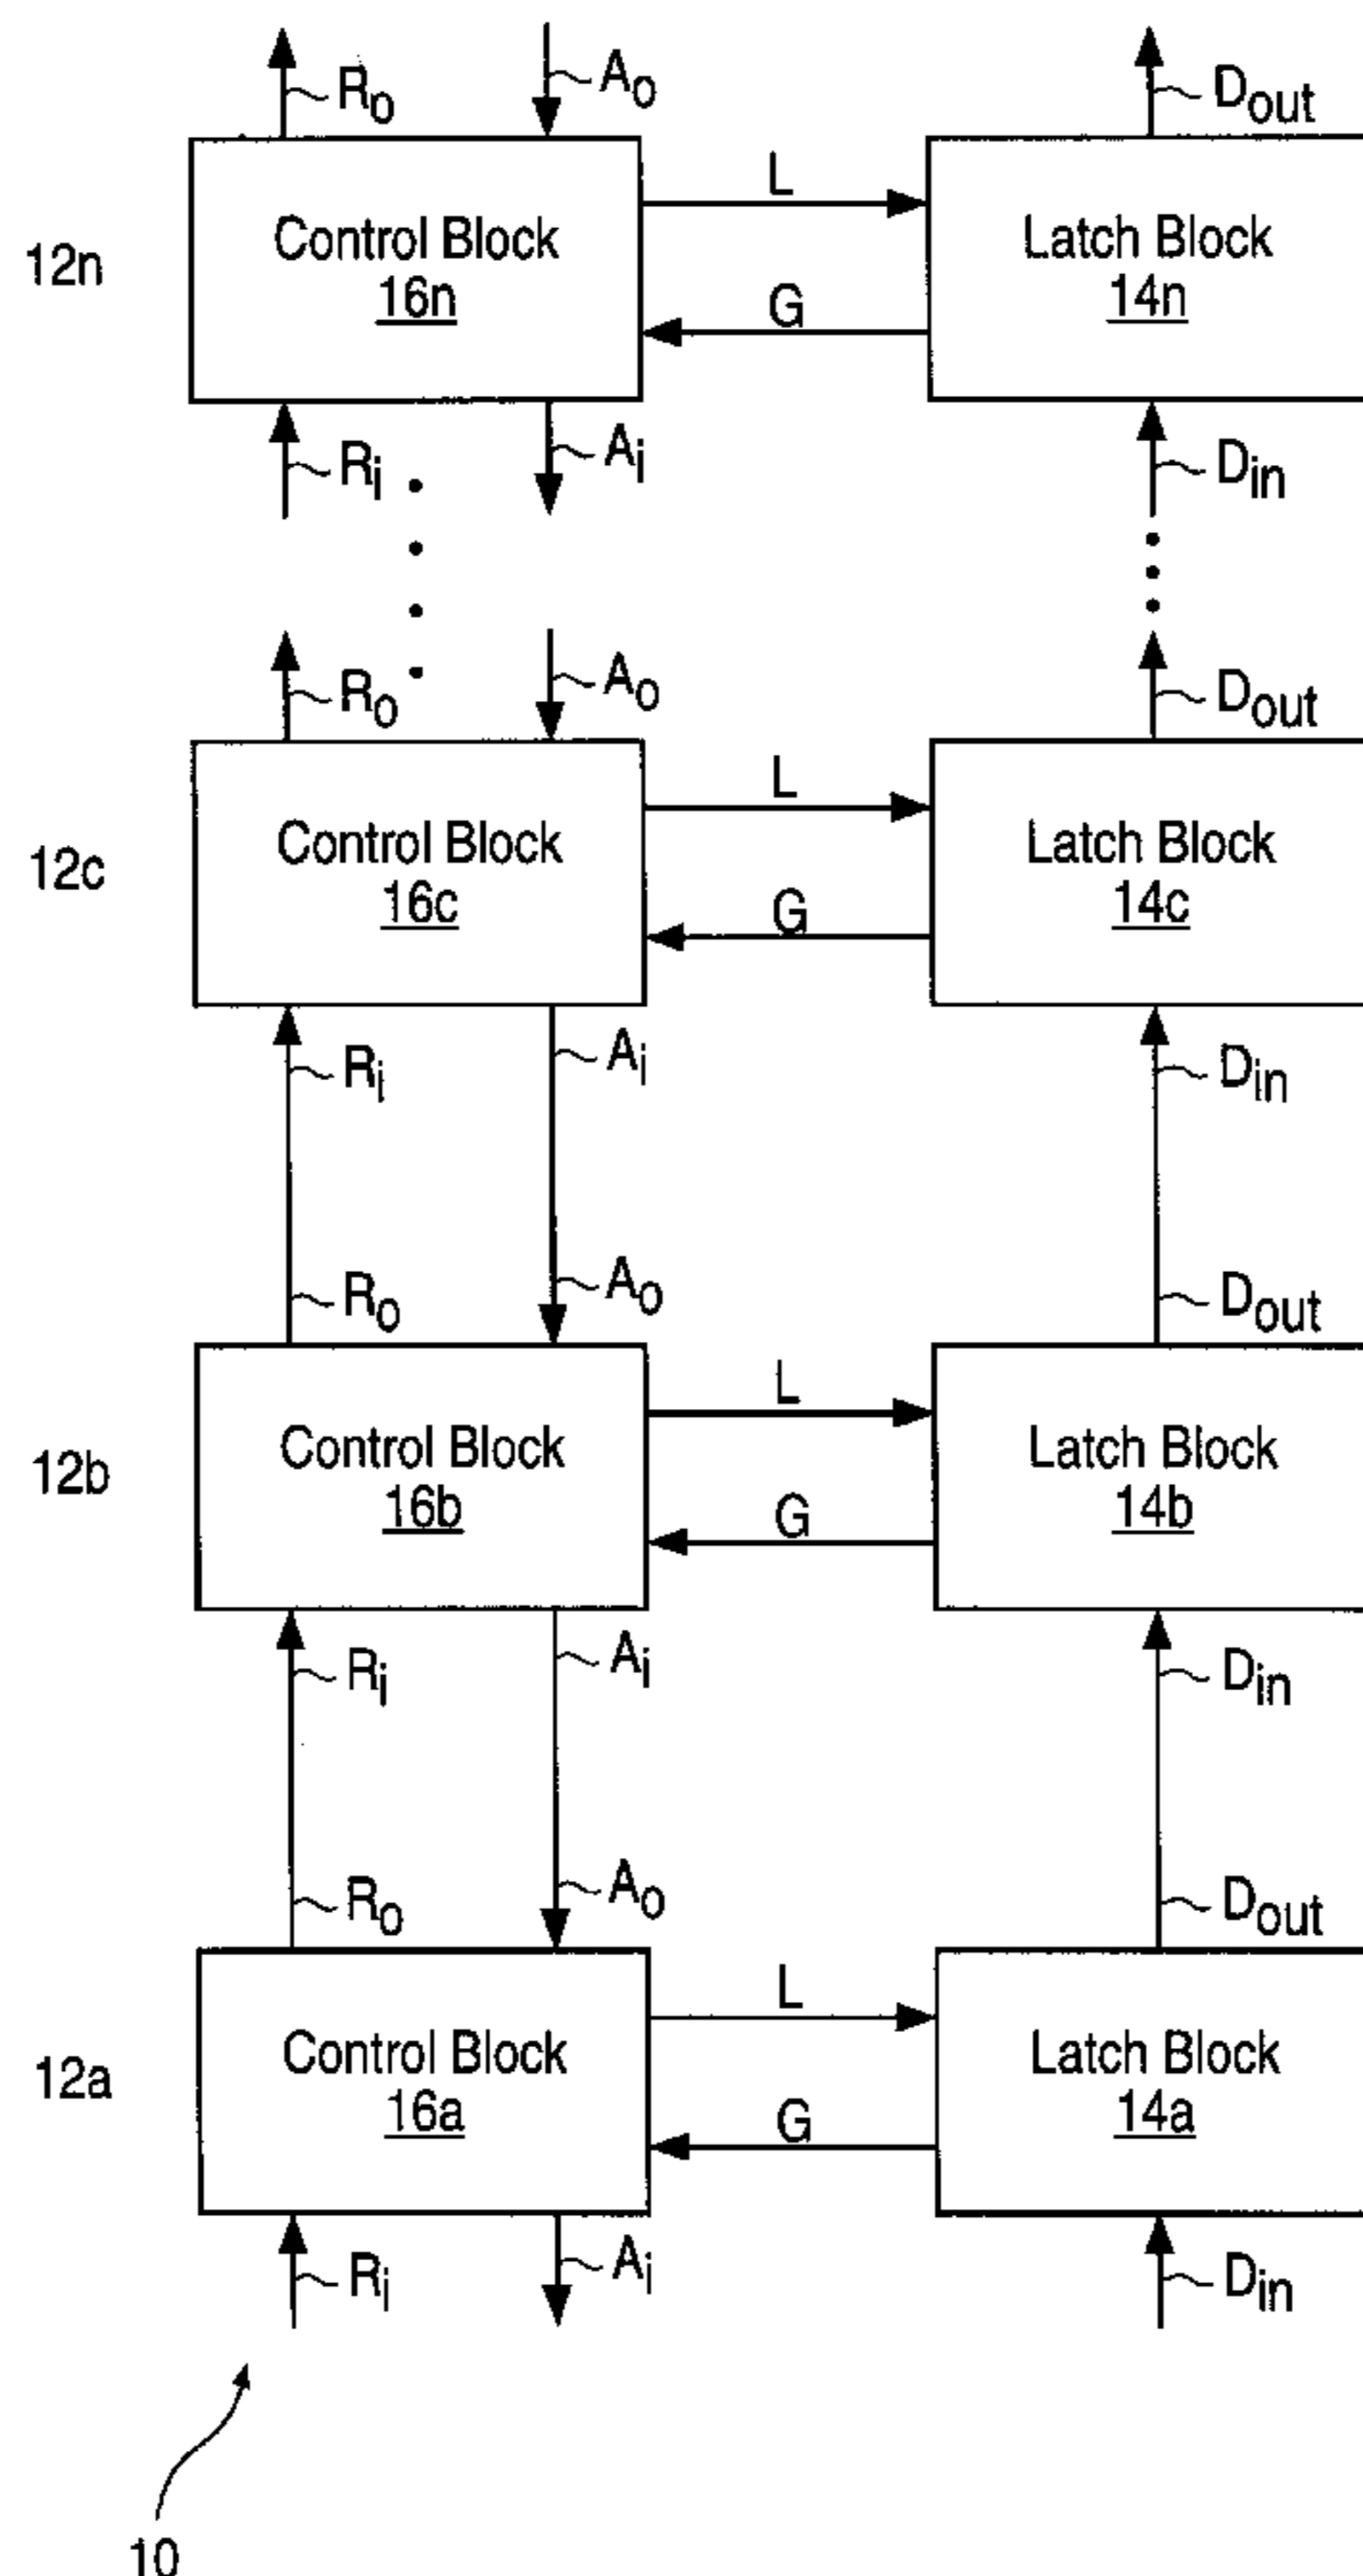 Ro Ao Dout
L
12n Control Block 16n Latch Block 14n
G
Ri Ai Din
Ro Ao Dout
L
12c Control Block 16c Latch Block 14c
G
Ri Ai Din
Ro Ao Dout
L
12b Control Block 16b Latch Block 14b
G
Ri Ai Din
Ro Ao Dout
L
12a Control Block 16a Latch Block 14a
G
Ri Ai Din
10